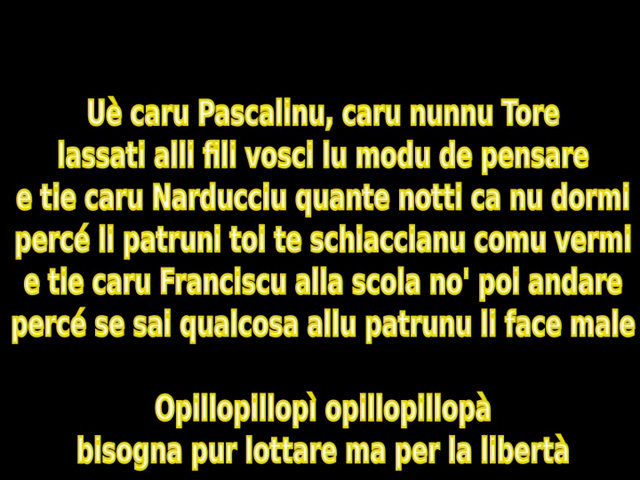 Uè caru Pascalinu, caru nunnu Tore
lassati alli fili vosci lu modu de pensare
e tie caru Narducciu quante notti ca nu dormi
percé li patruni toi te schiaccianu comu vermi
e tie caru Franciscu alla scola no' poi andare
percé se sai qualcosa allu patrunu li face male
Opillopillopì opillopillopà
bisogna pur lottare ma per la libertà